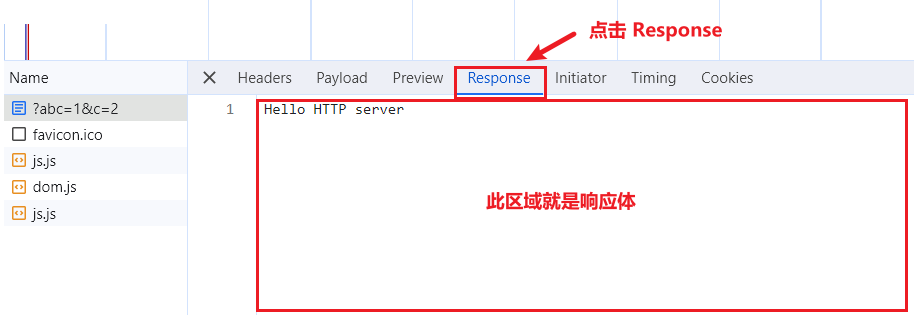 点击 Response
Name
Headers Payload Preview Response Initiator Timing Cookies
?abc=1&c=2
1 Hello HTTP server
favicon.ico
js.js
dom.js
此区域就是响应体
js.js